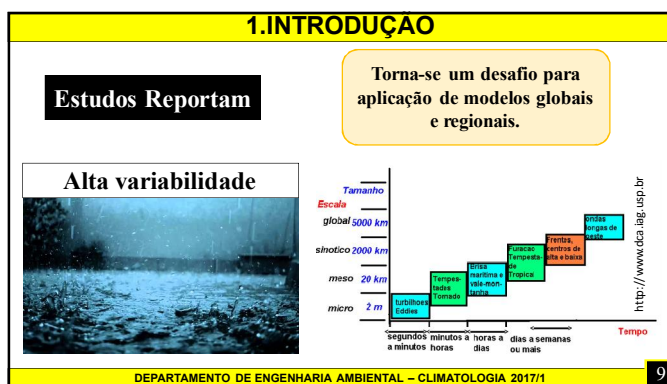 1.INTRODUÇÃO
Estudos Reportam
Torna-se um desafio para
aplicação de modelos globais
e regionais.
Alta variabilidade
Tamanho
Escala
global 5000 km
sinotico 2000 km
meso 20 km
micro 2 m
turbilhoes
Eddies
Tempes-
tades
Tornado
Brisa
maritima e
vale-mon-
tanha
Furacao
Tempesta-
de
Tropical
Frentes,
centros de
alta e baixa
ondas
longas de
oeste
segundos
a minutos
minutos a
horas
horas a
dias
dias a semanas
ou mais
Tempo
http://www.dca.iag.usp.br
DEPARTAMENTO DE ENGENHARIA AMBIENTAL – CLIMATOLOGIA 2017/1
9